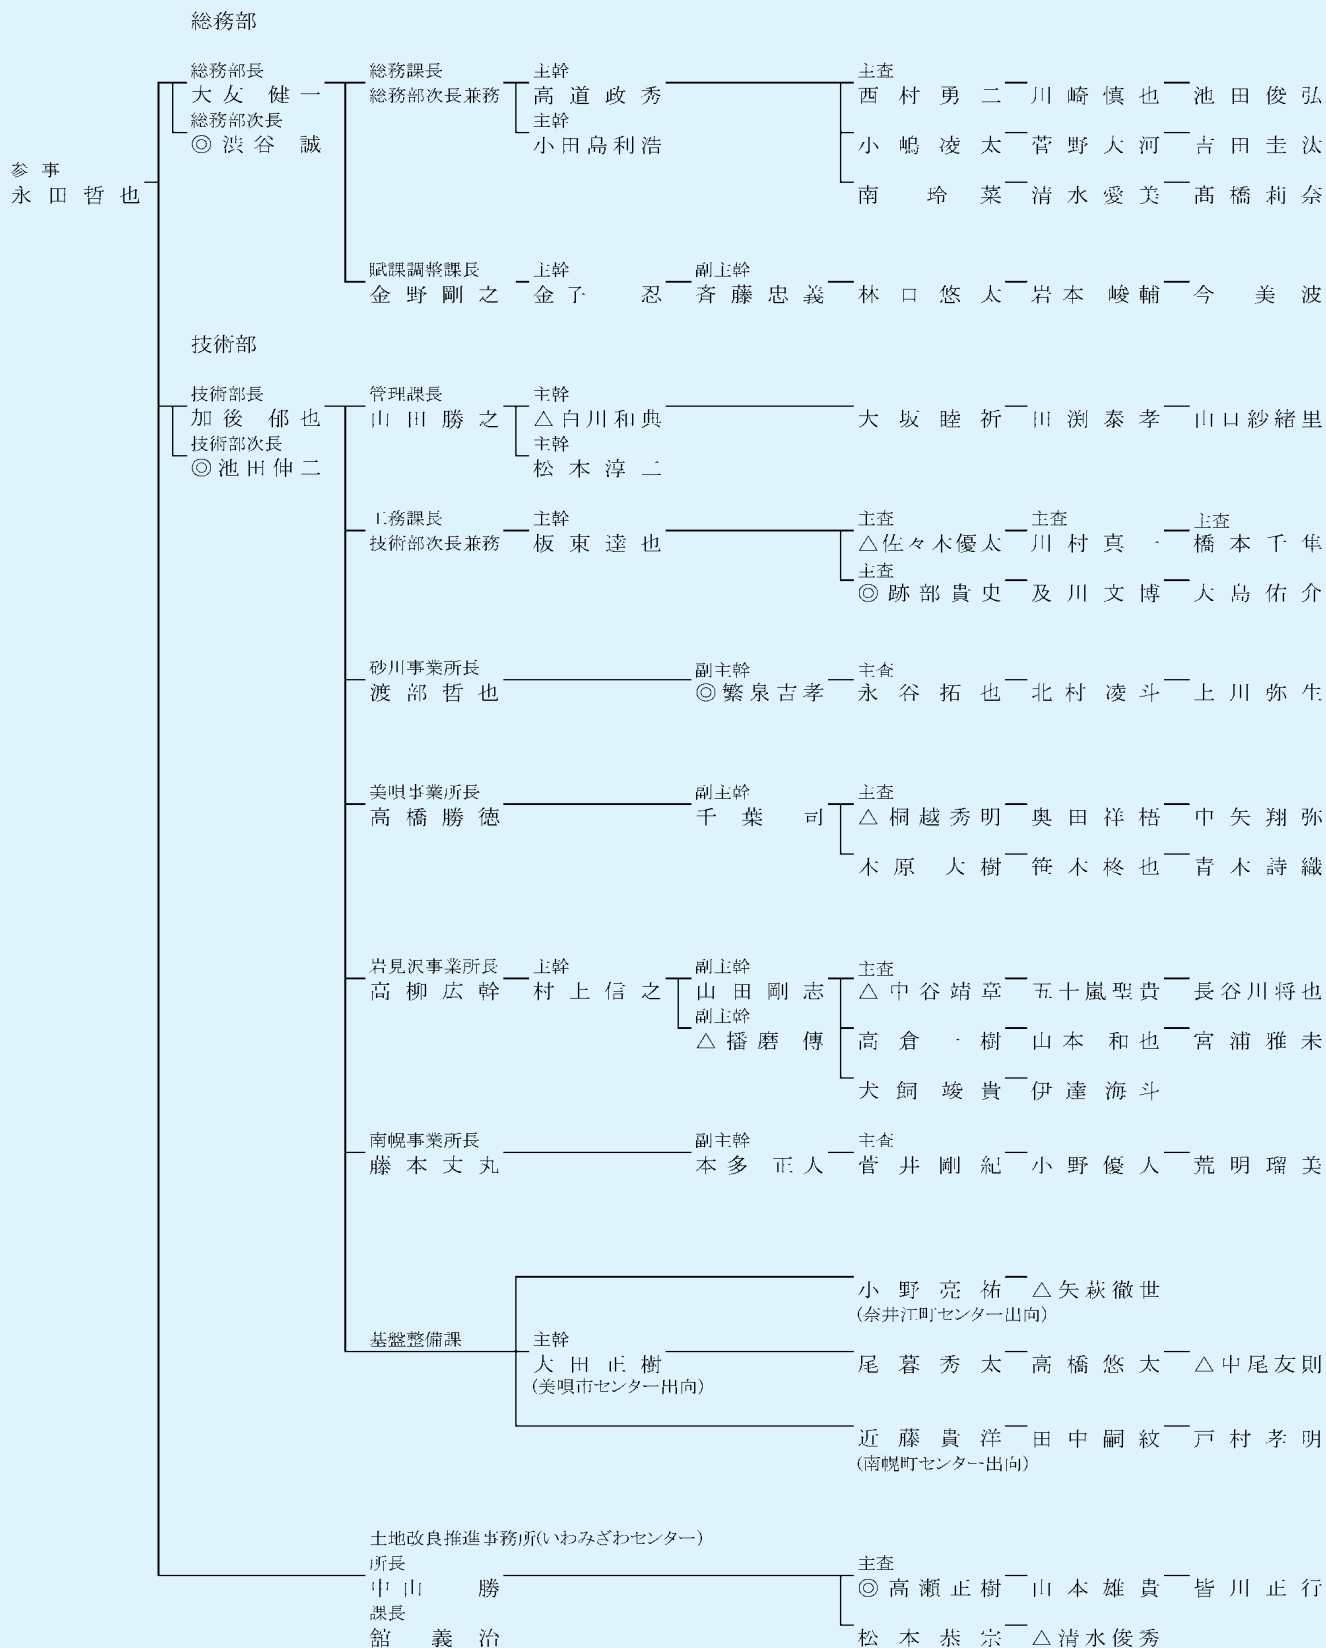 総務部
総務部長 総務課長 主幹 主査
大友健一 総務部次長兼務 高道政秀 西村勇二 川崎慎也 池田俊弘
総務部次長 主幹
◎渋谷誠 小田島利浩 小嶋凌太 菅野大河 吉田圭汰
参事
永田哲也 南玲菜 清水愛美 髙橋莉奈
賦課調整課長 主幹 副主幹
金野剛之 金子忍 斉藤忠義 林口悠太 岩本峻輔 今美波
技術部
技術部長 管理課長 主幹
加後郁也 山田勝之 △白川和典 大坂睦祈 田渕泰孝 山口紗緒里
技術部次長 主幹
◎池田伸二 松本淳二
工務課長 主幹 主査 主査 主査
技術部次長兼務 板東達也 △佐々木優太 川村真一 橋本千隼
主査
◎跡部貴史 及川文博 大島佑介
砂川事業所長 副主幹 主査
渡部哲也 ◎繁泉吉孝 永谷拓也 北村凌斗 上川弥生
美唄事業所長 副主幹 主査
高橋勝徳 千葉司 △桐越秀明 奥田祥梧 中矢翔弥
木原大樹 笹木柊也 青木詩織
岩見沢事業所長 主幹 副主幹 主査
高柳広幹 村上信之 山田剛志 △中谷靖章 五十嵐聖貴 長谷川将也
副主幹
△播磨傳 高倉一樹 山本和也 宮浦雅未
犬飼竣貴 伊達海斗
南幌事業所長 副主幹 主査
藤本丈丸 本多正人 菅井剛紀 小野優人 荒明瑠美
小野亮祐 △矢萩徹世
(奈井江町センター出向)
基盤整備課 主幹
大田正樹 尾暮秀太 高橋悠太 △中尾友則
(美唄市センター出向)
近藤貴洋 田中嗣紋 戸村孝明
(南幌町センター出向)
土地改良推進事務所(いわみざわセンター)
所長 主査
中山勝 ◎高瀬正樹 山本雄貴 皆川正行
課長
舘義治 松本恭宗 △清水俊秀